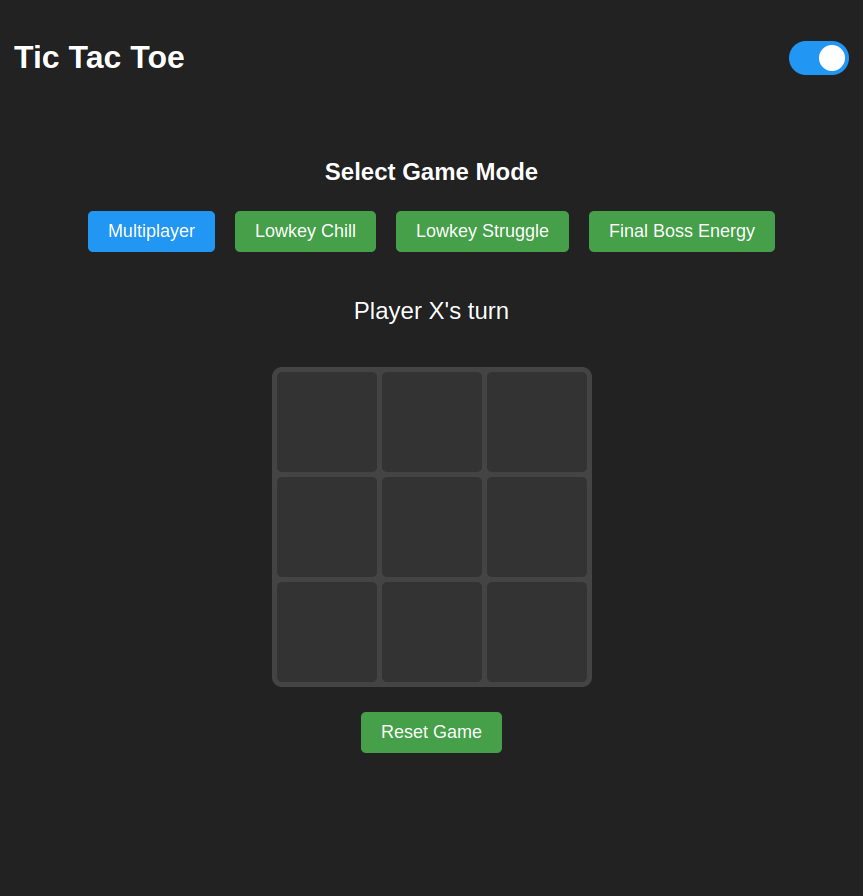 Tic Tac Toe
Select Game Mode
Multiplayer Lowkey Chill Lowkey Struggle Final Boss Energy
Player X's turn
Reset Game